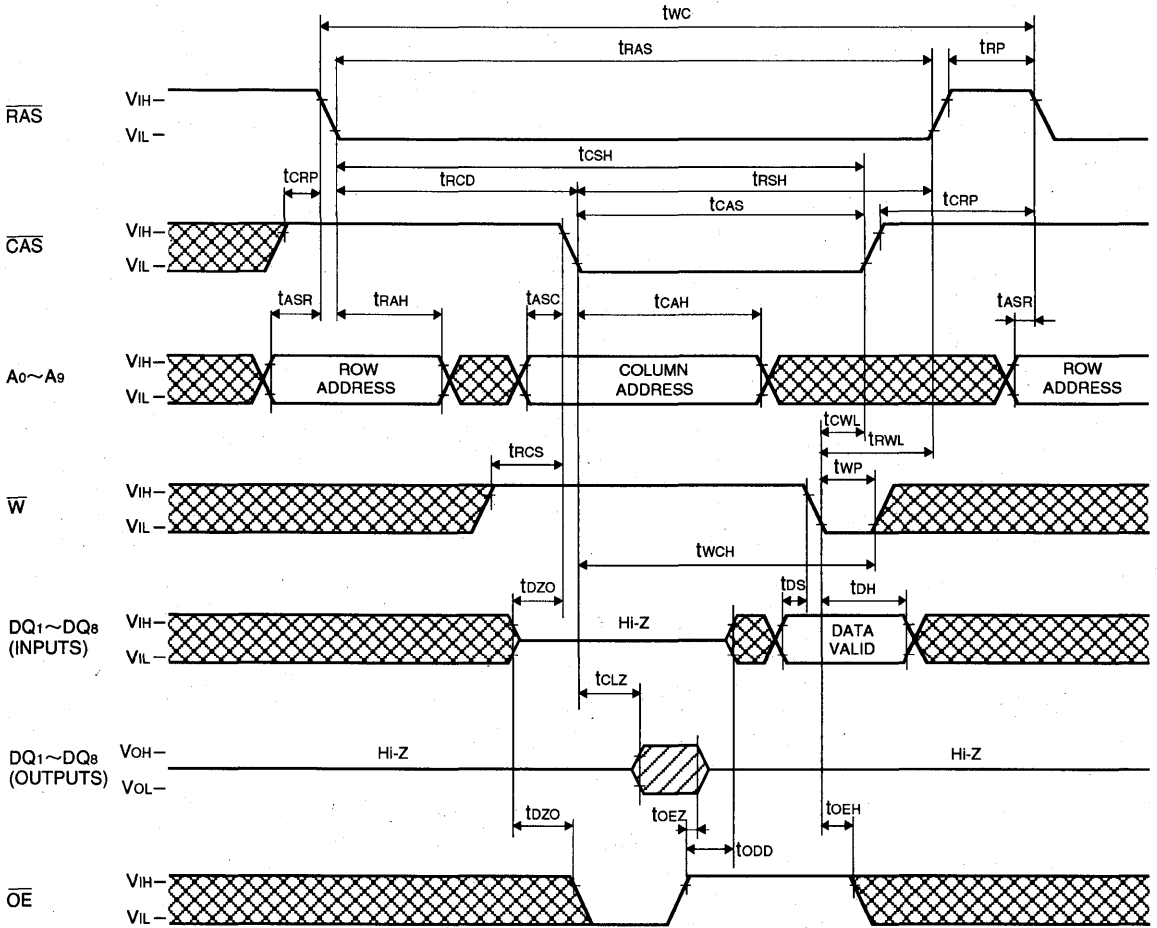 tWC
tRAS
tRP
RAS
VIH
VIL
tCSH
tCRP
tRCD
tRSH
tCAS
tCRP
CAS
VIH
VIL
tASR
tRAH
tASC
tCAH
tASR
A0~A9
VIH
VIL
ROW
ADDRESS
COLUMN
ADDRESS
ROW
ADDRESS
tCWL
tRWL
tRCS
tWP
W
VIH
VIL
tWCH
tDZO
tDS
tDH
DQ1~DQ8
(INPUTS)
VIH
VIL
Hi-Z
DATA
VALID
tCLZ
DQ1~DQ8
(OUTPUTS)
VOH
VOL
Hi-Z
Hi-Z
tDZO
tOEZ
tODD
tOEH
OE
VIH
VIL